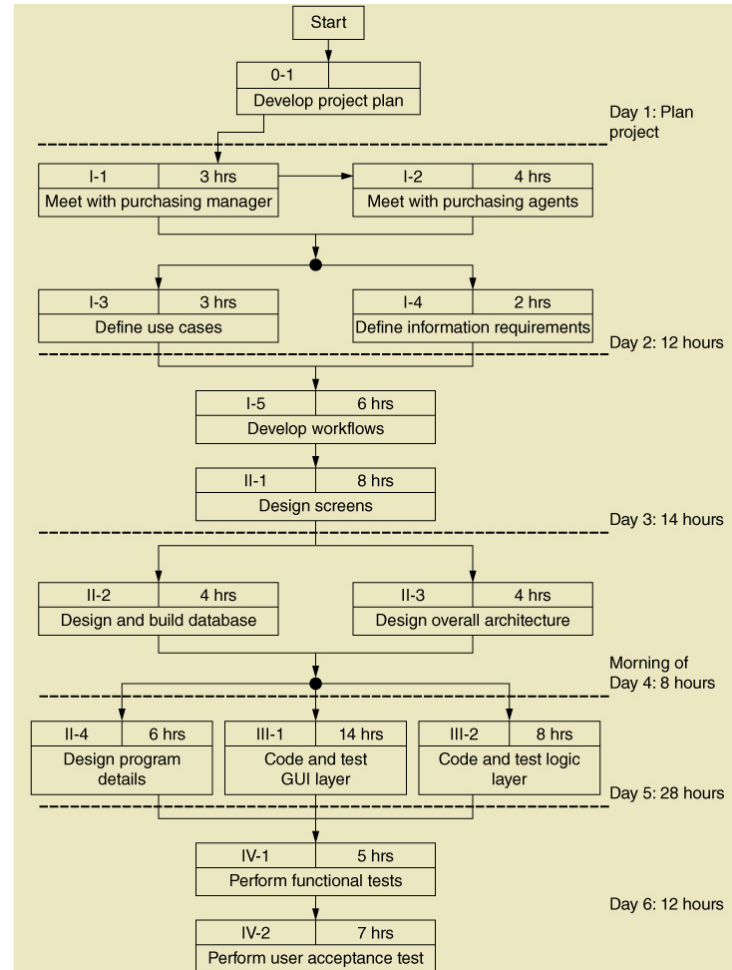 Start
0-1
Develop project plan
Day 1: Plan
project
I-1 3 hrs
Meet with purchasing manager
I-2 4 hrs
Meet with purchasing agents
I-3 3 hrs
Define use cases
I-4 2 hrs
Define information requirements
Day 2: 12 hours
I-5 6 hrs
Develop workflows
II-1 8 hrs
Design screens
Day 3: 14 hours
II-2 4 hrs
Design and build database
II-3 4 hrs
Design overall architecture
Morning of
Day 4: 8 hours
II-4 6 hrs
Design program
details
III-1 14 hrs
Code and test
GUI layer
III-2 8 hrs
Code and test logic
layer
Day 5: 28 hours
IV-1 5 hrs
Perform functional tests
Day 6: 12 hours
IV-2 7 hrs
Perform user acceptance test